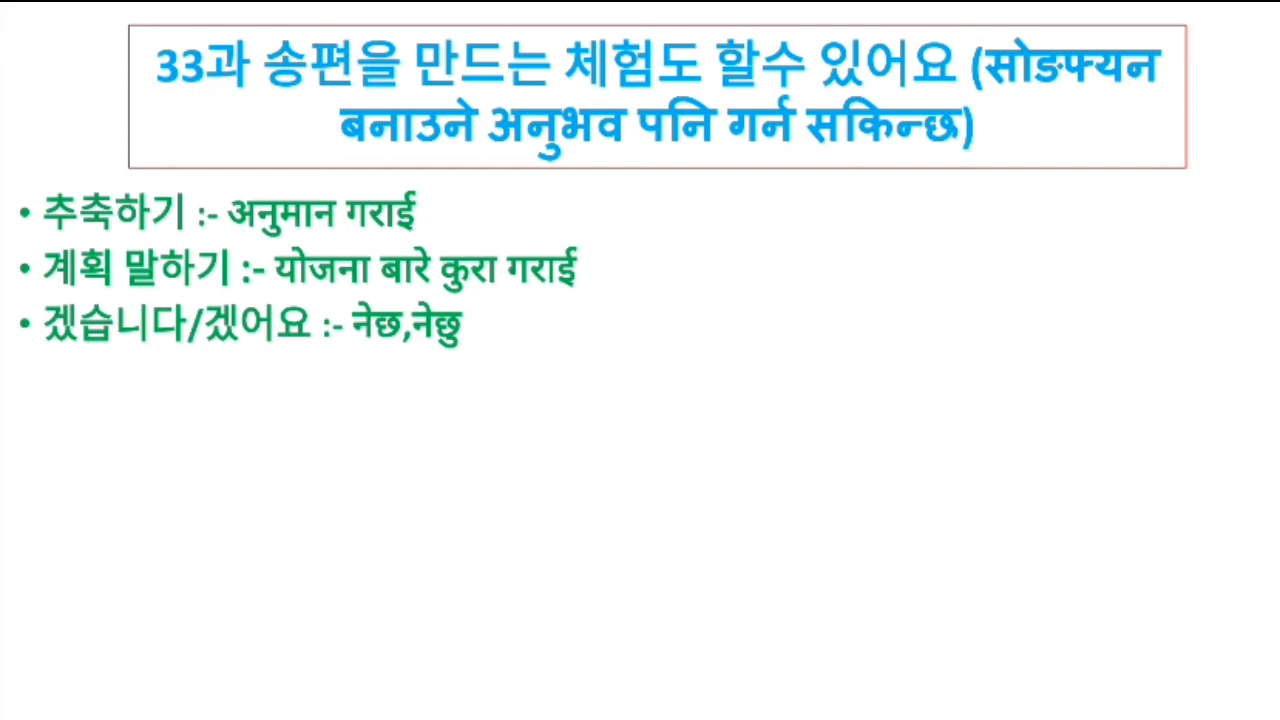 33과 송편을 만드는 체험도 할수 있어요 (सोङफ्यन
बनाउने अनुभव पनि गर्न सकिन्छ)
• 추축하기 :- अनुमान गराई
• 계획 말하기 :- योजना बारे कुरा गराई
• 겠습니다/겠어요 :- नेछ,नेछु